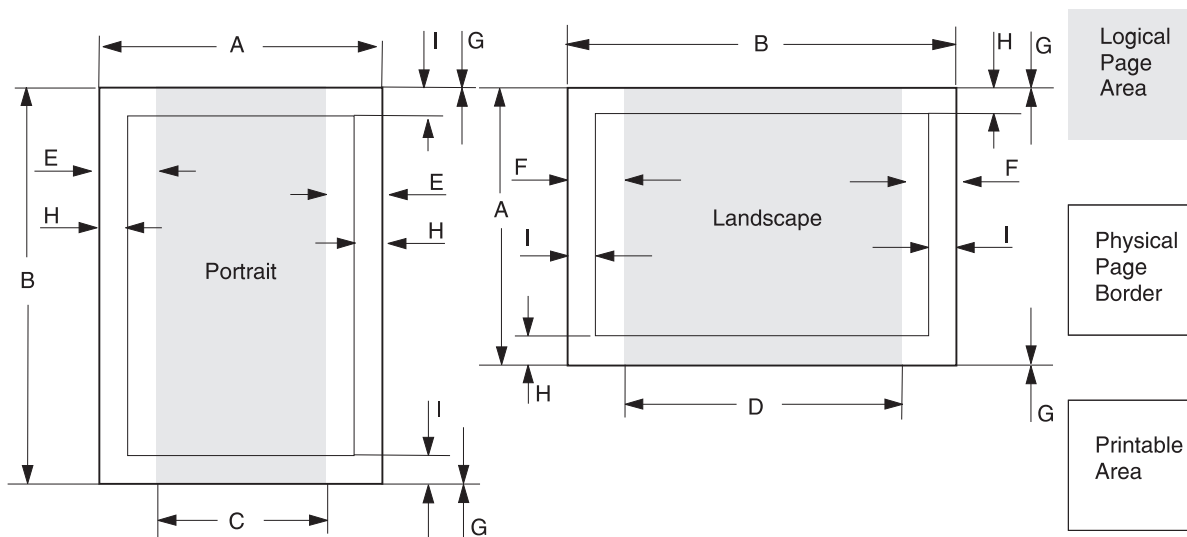 A
I
G
B
H
G
Logical
Page
Area
E
E
H
H
B
Portrait
I
C
G
F
F
A
I
I
Landscape
H
D
G
Physical
Page
Border
Printable
Area